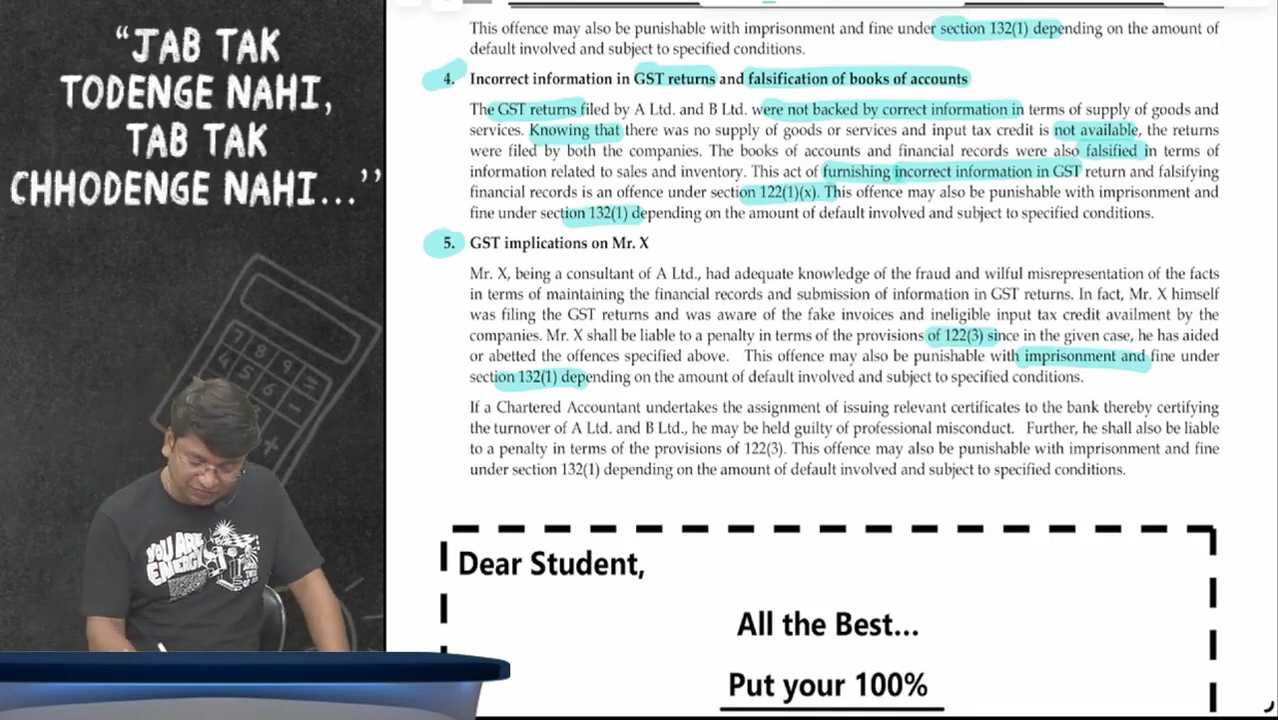 “JAB TAK
TODENGE NAHI,
TAB TAK
CHHODENGE NAHI...’’
This offence may also be punishable with imprisonment and fine under section 132(1) depending on the amount of
default involved and subject to specified conditions.
4. Incorrect information in GST returns and falsification of books of accounts
The GST returns filed by A Ltd. and B Ltd. were not backed by correct information in terms of supply of goods and
services. Knowing that there was no supply of goods or services and input tax credit is not available, the returns
were filed by both the companies. The books of accounts and financial records were also falsified in terms of
information related to sales and inventory. This act of furnishing incorrect information in GST return and falsifying
financial records is an offence under section 122(1)(x). This offence may also be punishable with imprisonment and
fine under section 132(1) depending on the amount of default involved and subject to specified conditions.
5. GST implications on Mr. X
Mr. X, being a consultant of A Ltd., had adequate knowledge of the fraud and wilful misrepresentation of the facts
in terms of maintaining the financial records and submission of information in GST returns. In fact, Mr. X himself
was filing the GST returns and was aware of the fake invoices and ineligible input tax credit availment by the
companies. Mr. X shall be liable to a penalty in terms of the provisions of 122(3) since in the given case, he has aided
or abetted the offences specified above. This offence may also be punishable with imprisonment and fine under
section 132(1) depending on the amount of default involved and subject to specified conditions.
If a Chartered Accountant undertakes the assignment of issuing relevant certificates to the bank thereby certifying
the turnover of A Ltd. and B Ltd., he may be held guilty of professional misconduct. Further, he shall also be liable
to a penalty in terms of the provisions of 122(3). This offence may also be punishable with imprisonment and fine
under section 132(1) depending on the amount of default involved and subject to specified conditions.
Dear Student,
All the Best...
Put your 100%
7 8 9
4 5 6
YOU ARE
ENERGY